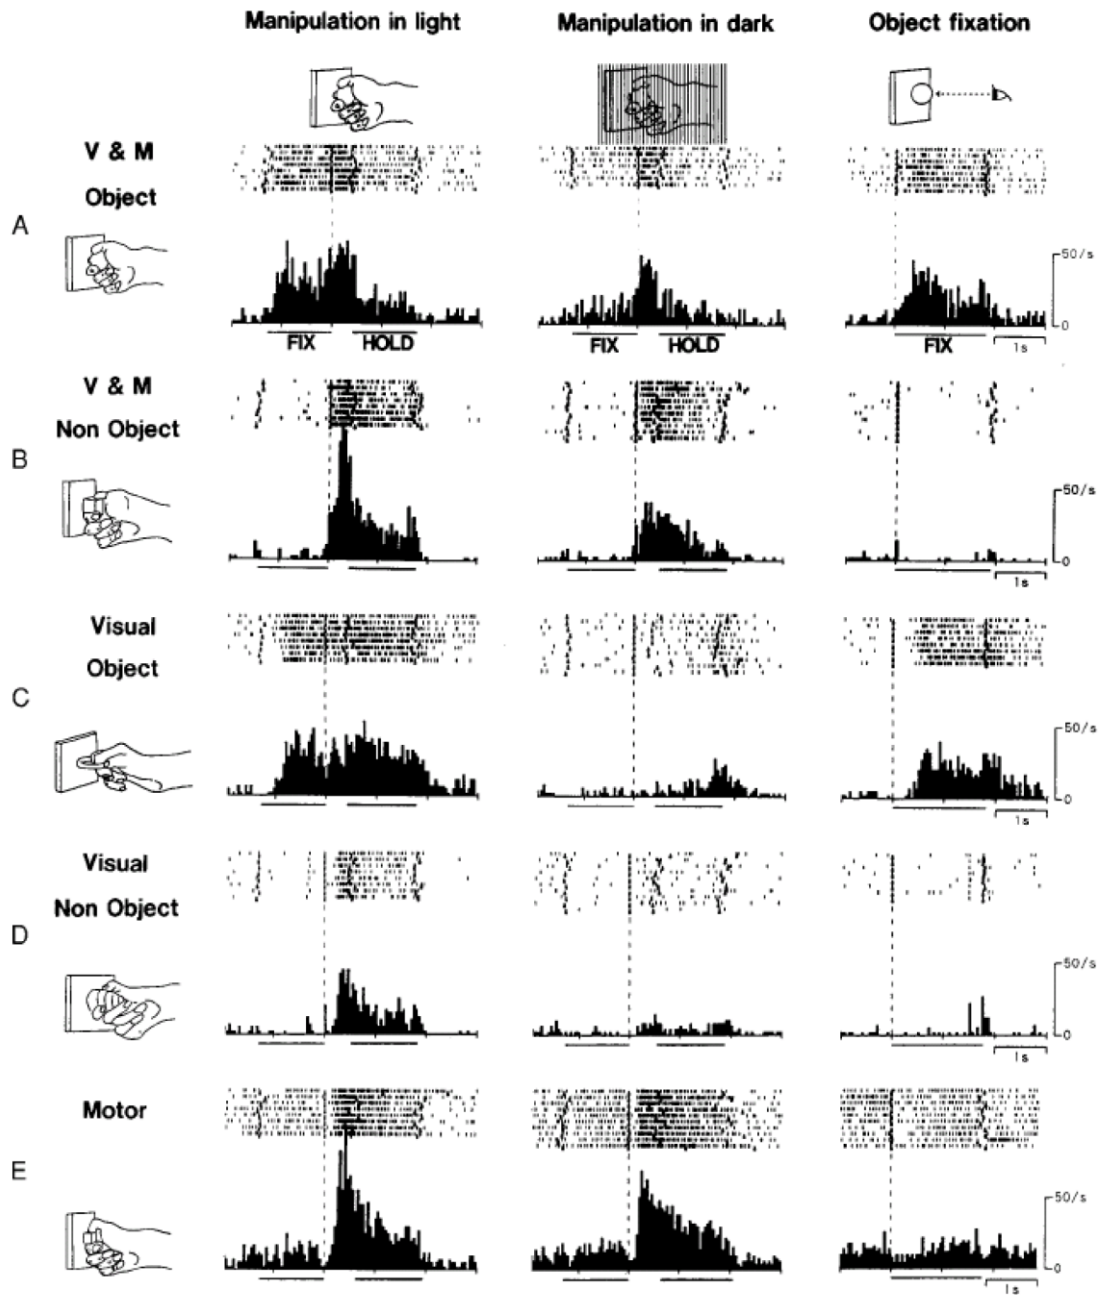 Manipulation in light Manipulation in dark Object fixation
V & M
Object
A
50/s
0
FIX HOLD FIX HOLD FIX 1s
V & M
Non Object
B
50/s
0
1s
Visual
Object
C
50/s
0
1s
Visual
Non Object
D
50/s
0
1s
Motor
E
50/s
0
1s